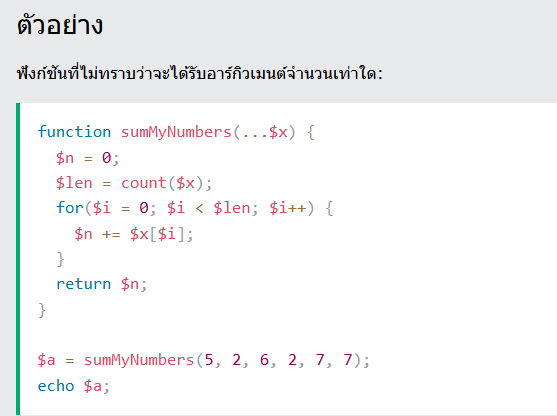 ตัวอย่าง
ฟังก์ชันที่ไม่ทราบว่าจะได้รับอาร์กิวเมนต์จำนวนเท่าใด:
function sumMyNumbers(...$x) {
  $n = 0;
  $len = count($x);
  for($i = 0; $i < $len; $i++) {
    $n += $x[$i];
  }
  return $n;
}

$a = sumMyNumbers(5, 2, 6, 2, 7, 7);
echo $a;